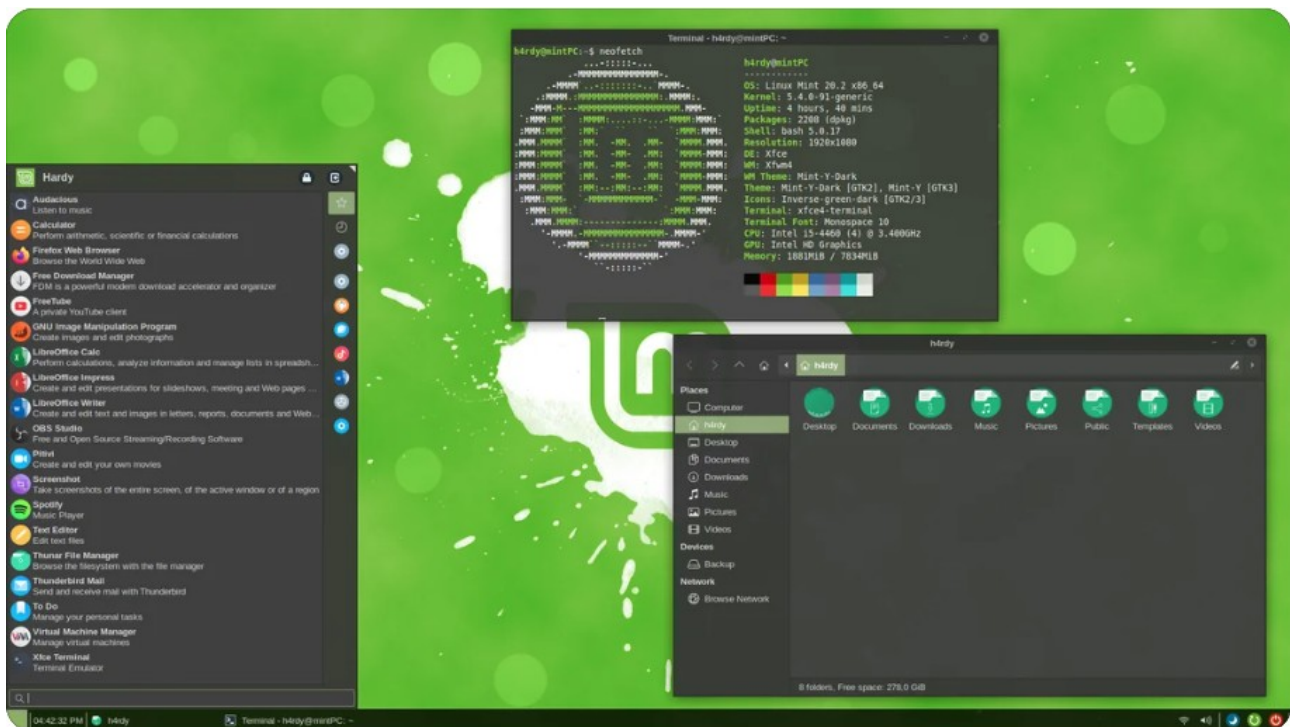 Terminal - h4rdy@mintPC: ~
h4rdy@mintPC:~$ neofetch
h4rdy@mintPC
------------
OS: Linux Mint 20.2 x86_64
Kernel: 5.4.0-91-generic
Uptime: 4 hours, 40 mins
Packages: 2208 (dpkg)
Shell: bash 5.0.17
Resolution: 1920x1080
DE: Xfce
WM: Xfwm4
WM Theme: Mint-Y-Dark
Theme: Mint-Y-Dark [GTK2], Mint-Y [GTK3]
Icons: Inverse-green-dark [GTK2/3]
Terminal: xfce4-terminal
Terminal Font: Monospace 10
CPU: Intel i5-4460 (4) @ 3.400GHz
GPU: Intel HD Graphics
Memory: 1881MiB / 7834MiB
Hardy
Audacious
Listen to music
Calculator
Perform arithmetic, scientific or financial calculations
Firefox Web Browser
Browse the World Wide Web
Free Download Manager
FDM is a powerful modern download accelerator and organizer
FreeTube
A private YouTube client
GNU Image Manipulation Program
Create images and edit photographs
LibreOffice Calc
Perform calculations, analyze information and manage lists in spreadsh...
LibreOffice Impress
Create and edit presentations for slideshows, meeting and Web pages ...
LibreOffice Writer
Create and edit text and images in letters, reports, documents and Web...
OBS Studio
Free and Open Source Streaming/Recording Software
Pitivi
Create and edit your own movies
Screenshot
Take screenshots of the entire screen, of the active window or of a region
Spotify
Music Player
Text Editor
Edit text files
Thunar File Manager
Browse the filesystem with the file manager
Thunderbird Mail
Send and receive mail with Thunderbird
To Do
Manage your personal tasks
Virtual Machine Manager
Manage virtual machines
Xfce Terminal
Terminal Emulator
h4rdy
h4rdy
Places
Computer
h4rdy
Desktop
Documents
Downloads
Music
Pictures
Videos
Devices
Backup
Network
Browse Network
Desktop Documents Downloads Music Pictures Public Templates Videos
8 folders, Free space: 276,0 GiB
04:42:32 PM h4rdy Terminal - h4rdy@mintPC: ~